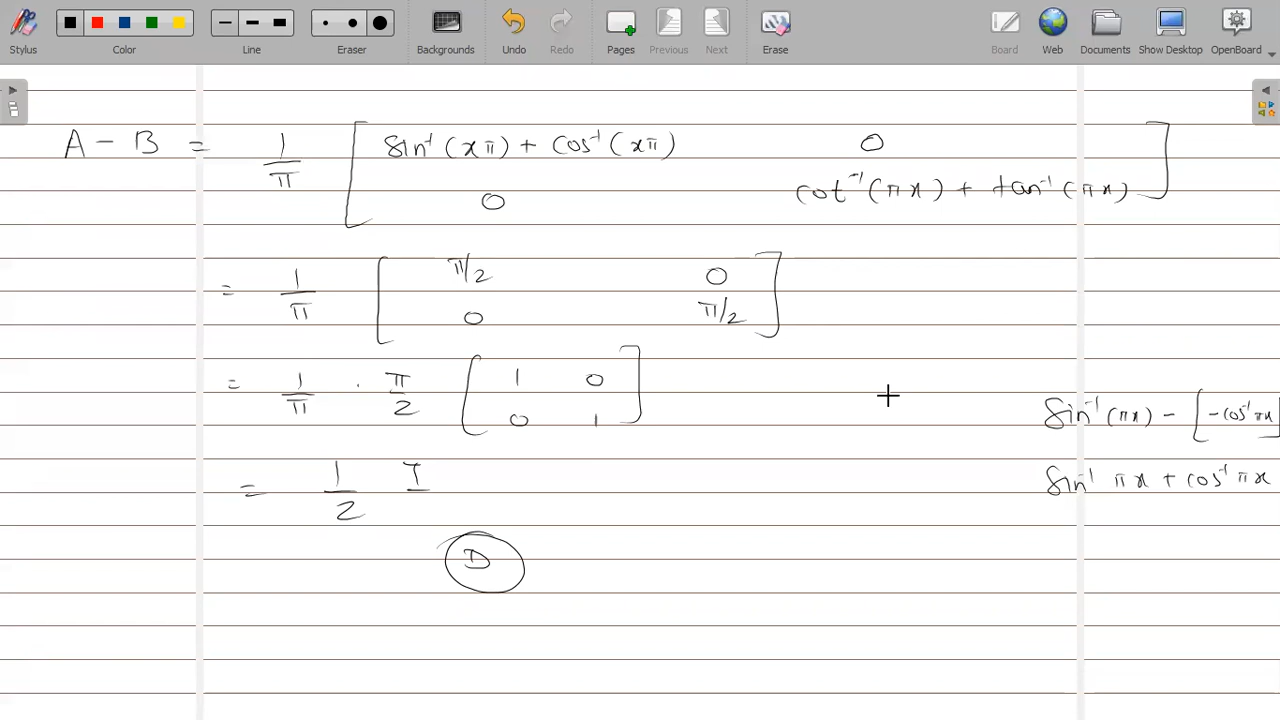 Stylus Color Line Eraser Backgrounds Undo Redo Pages Previous Next Erase Board Web Documents Show Desktop OpenBoard
A - B = 1/π [ sin⁻¹(xπ) + cos⁻¹(xπ) 0
0 cot⁻¹(πx) + tan⁻¹(πx) ]
= 1/π [ π/2 0
0 π/2 ]
= 1/π · π/2 [ 1 0
0 1 ]
sin⁻¹(πx) - [-cos⁻¹πx]
sin⁻¹ πx + cos⁻¹ πx
= 1/2 I
D